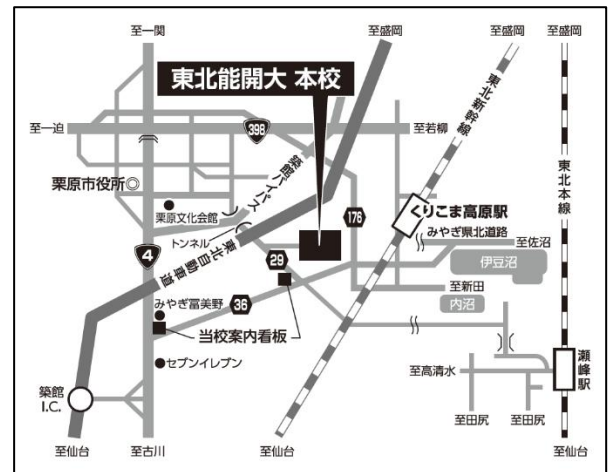 至一関
至盛岡
至盛岡
至盛岡
東北能開大 本校
東北新幹線
至一迫
398
至若柳
築館バイパス
東北本線
栗原市役所◎
栗原文化会館
176
くりこま高原駅
みやぎ県北道路
トンネル
至佐沼
4
東北自動車道
29
伊豆沼
至新田
みやぎ冨美野
36
内沼
当校案内看板
セブンイレブン
至高清水
瀬峰駅
築館
I.C.
至田尻
至田尻
至仙台
至古川
至仙台
至仙台